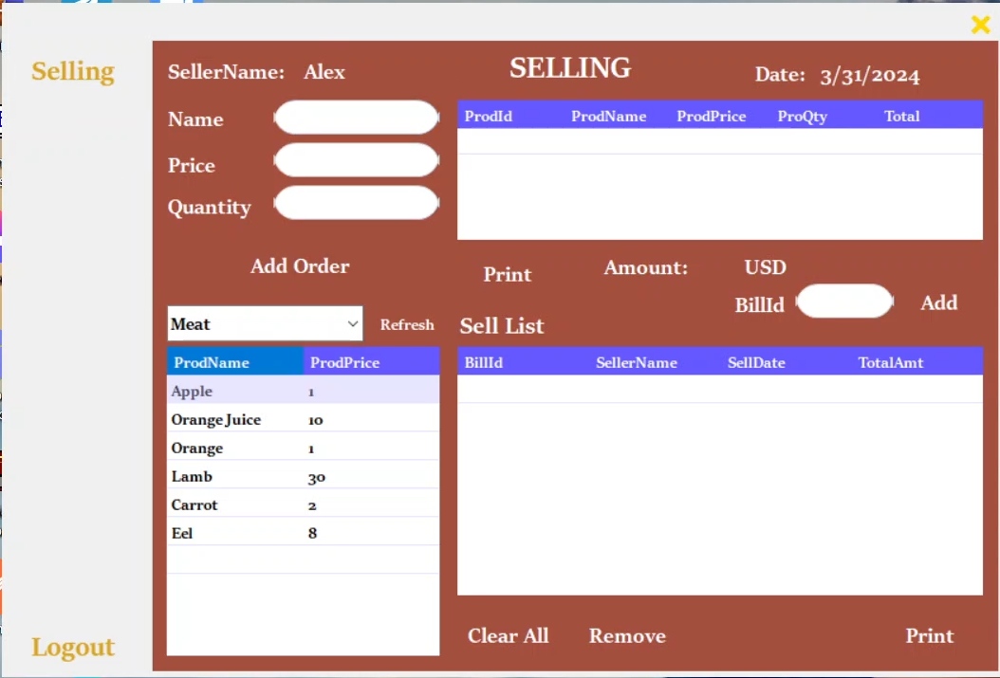 Selling
SellerName: Alex
SELLING
Date: 3/31/2024
Name
Price
Quantity
ProdId ProdName ProdPrice ProQty Total
Add Order
Print
Amount: USD
BillId
Add
Meat
Refresh
Sell List
ProdName ProdPrice
Apple 1
Orange Juice 10
Orange 1
Lamb 30
Carrot 2
Eel 8
BillId SellerName SellDate TotalAmt
Clear All Remove Print
Logout